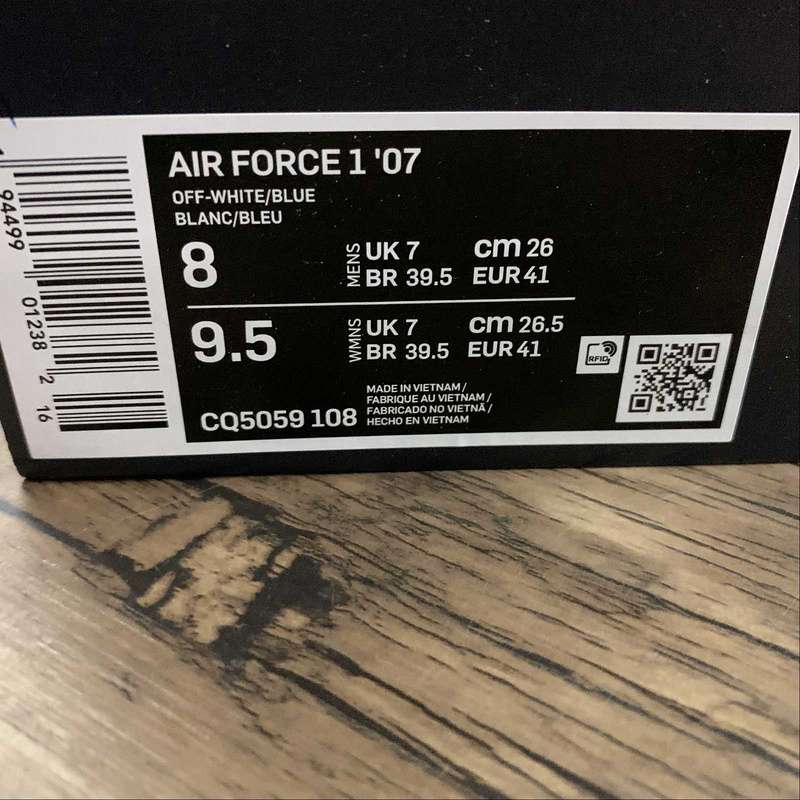 AIR FORCE 1 '07
OFF-WHITE/BLUE
BLANC/BLEU
8
MENS
UK 7
cm 26
BR 39.5
EUR 41
9.5
WMNS
UK 7
cm 26.5
BR 39.5
EUR 41
RFID
CQ5059 108
MADE IN VIETNAM /
FABRIQUE AU VIETNAM /
FABRICADO NO VIETNÃ /
HECHO EN VIETNAM
94499 01238 2 16